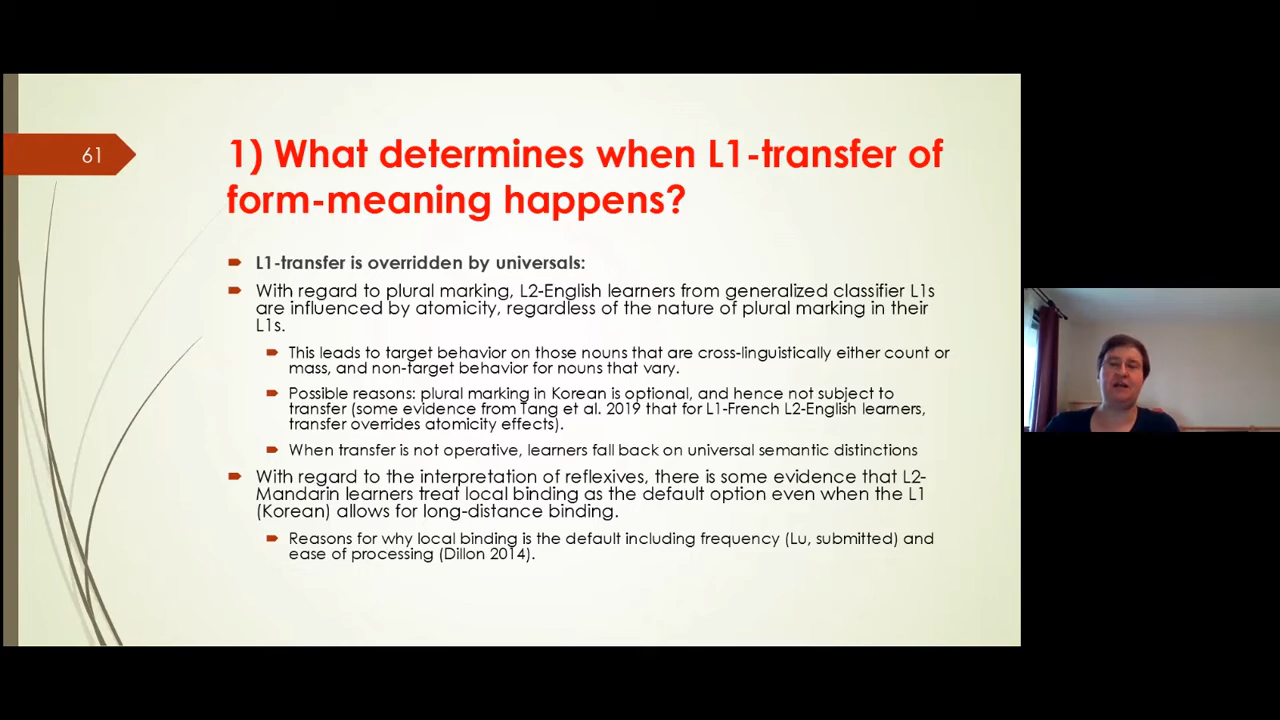 61
1) What determines when L1-transfer of
form-meaning happens?
L1-transfer is overridden by universals:
With regard to plural marking, L2-English learners from generalized classifier L1s
are influenced by atomicity, regardless of the nature of plural marking in their
L1s.
This leads to target behavior on those nouns that are cross-linguistically either count or
mass, and non-target behavior for nouns that vary.
Possible reasons: plural marking in Korean is optional, and hence not subject to
transfer (some evidence from Tang et al. 2019 that for L1-French L2-English learners,
transfer overrides atomicity effects).
When transfer is not operative, learners fall back on universal semantic distinctions
With regard to the interpretation of reflexives, there is some evidence that L2-
Mandarin learners treat local binding as the default option even when the L1
(Korean) allows for long-distance binding.
Reasons for why local binding is the default including frequency (Lu, submitted) and
ease of processing (Dillon 2014).